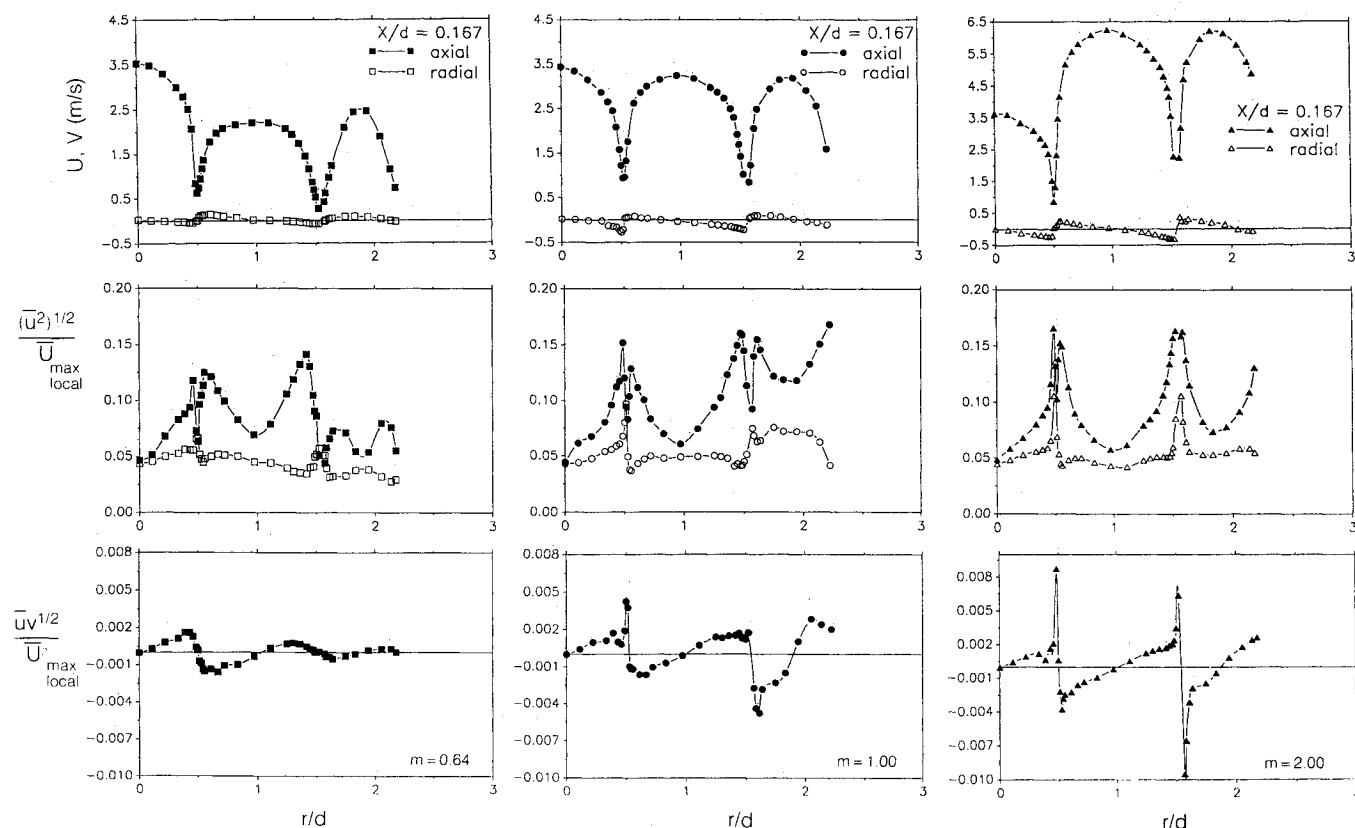 4.5
3.5
2.5
1.5
0.5
−0.5
U, V (m/s)
X/d = 0.167
axial
radial
0 1 2 3
4.5
3.5
2.5
1.5
0.5
−0.5
X/d = 0.167
axial
radial
0 1 2 3
6.5
5.5
4.5
3.5
2.5
1.5
0.5
−0.5
X/d = 0.167
axial
radial
0 1 2 3
0.20
0.15
0.10
0.05
0.00
(u̅²)^1/2
U̅
max
local
0 1 2 3
0.20
0.15
0.10
0.05
0.00
0 1 2 3
0.20
0.15
0.10
0.05
0.00
0 1 2 3
0.008
0.005
0.002
−0.001
−0.004
−0.007
−0.010
u̅v^1/2
U̅
max
local
m = 0.64
0 1 2 3
r/d
0.008
0.005
0.002
−0.001
−0.004
−0.007
−0.010
m = 1.00
0 1 2 3
r/d
0.008
0.005
0.002
−0.001
−0.004
−0.007
−0.010
m = 2.00
0 1 2 3
r/d